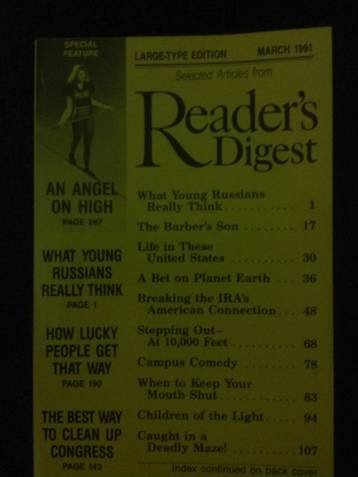 SPECIAL
FEATURE
AN ANGEL
ON HIGH
PAGE 287
WHAT YOUNG
RUSSIANS
REALLY THINK
PAGE 1
HOW LUCKY
PEOPLE GET
THAT WAY
PAGE 190
THE BEST WAY
TO CLEAN UP
CONGRESS
PAGE 143
LARGE-TYPE EDITION MARCH 1991
Selected Articles from
Reader's
Digest
What Young Russians
Really Think.......... 1
The Barber's Son ........ 17
Life in These
United States ......... 30
A Bet on Planet Earth ... 36
Breaking the IRA's
American Connection... 48
Stepping Out–
At 10,000 Feet ......... 68
Campus Comedy ....... 78
When to Keep Your
Mouth Shut........... 83
Children of the Light.... 94
Caught in a
Deadly Maze! ..........107
Index continued on back cover